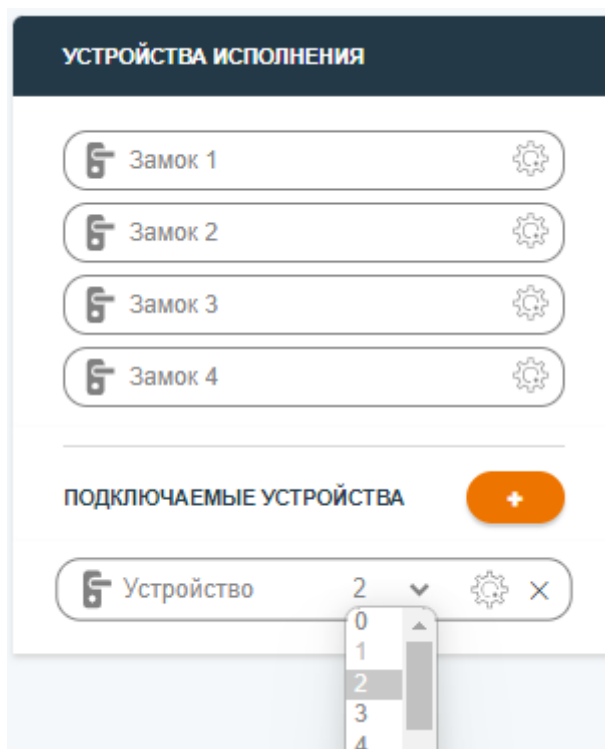 УСТРОЙСТВА ИСПОЛНЕНИЯ
Замок 1
Замок 2
Замок 3
Замок 4
ПОДКЛЮЧАЕМЫЕ УСТРОЙСТВА
Устройство 2
0
1
2
3
4